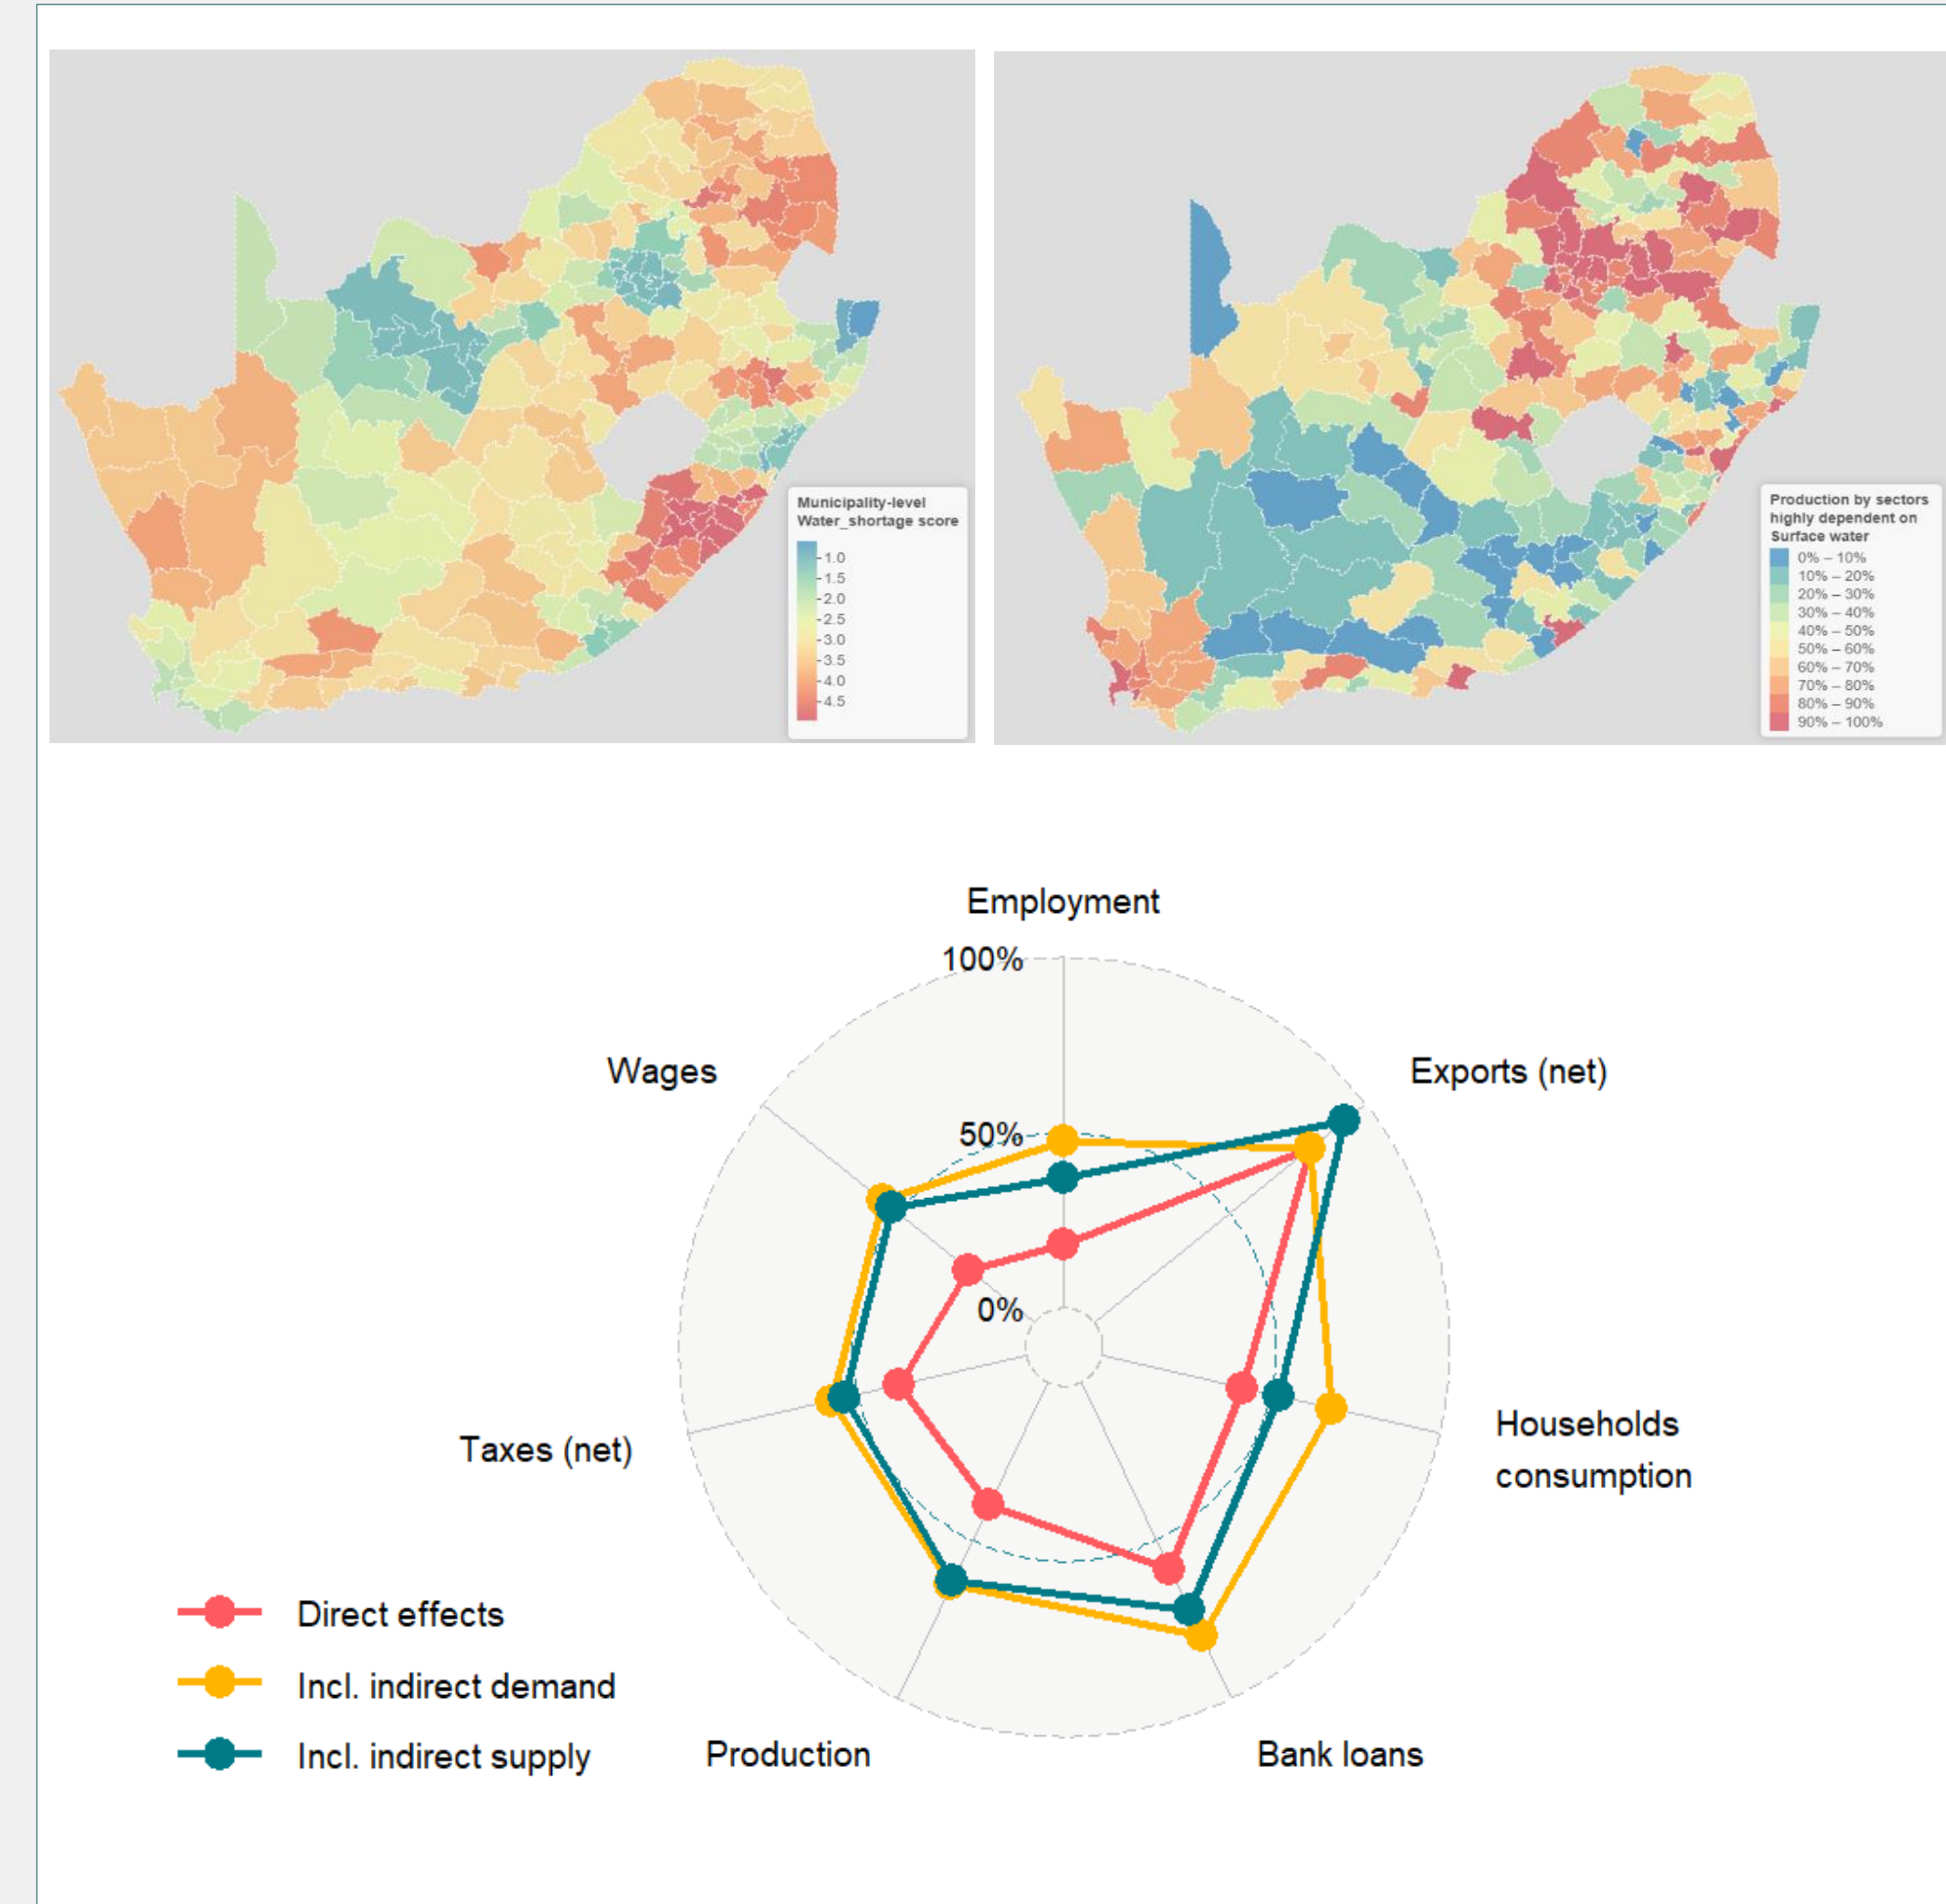 Municipality-level
Water_shortage score
1.0
1.5
2.0
2.5
3.0
3.5
4.0
4.5
Production by sectors
highly dependent on
Surface water
0% – 10%
10% – 20%
20% – 30%
30% – 40%
40% – 50%
50% – 60%
60% – 70%
70% – 80%
80% – 90%
90% – 100%
Employment
100%
Wages
Exports (net)
50%
0%
Households
consumption
Taxes (net)
Direct effects
Incl. indirect demand
Incl. indirect supply
Production
Bank loans